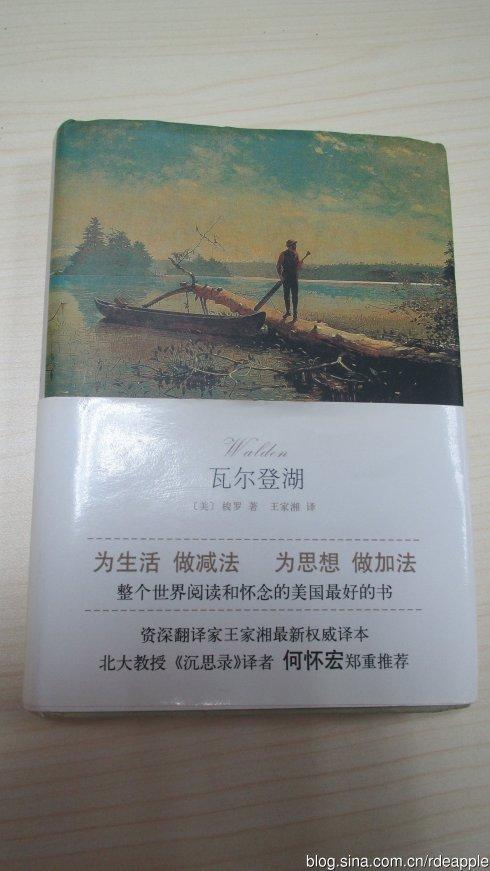 Walden
瓦尔登湖
〔美〕梭罗 著 王家湘 译
为生活 做减法 为思想 做加法
整个世界阅读和怀念的美国最好的书
资深翻译家王家湘最新权威译本
北大教授《沉思录》译者 何怀宏郑重推荐
blog.sina.com.cn/rdeapple